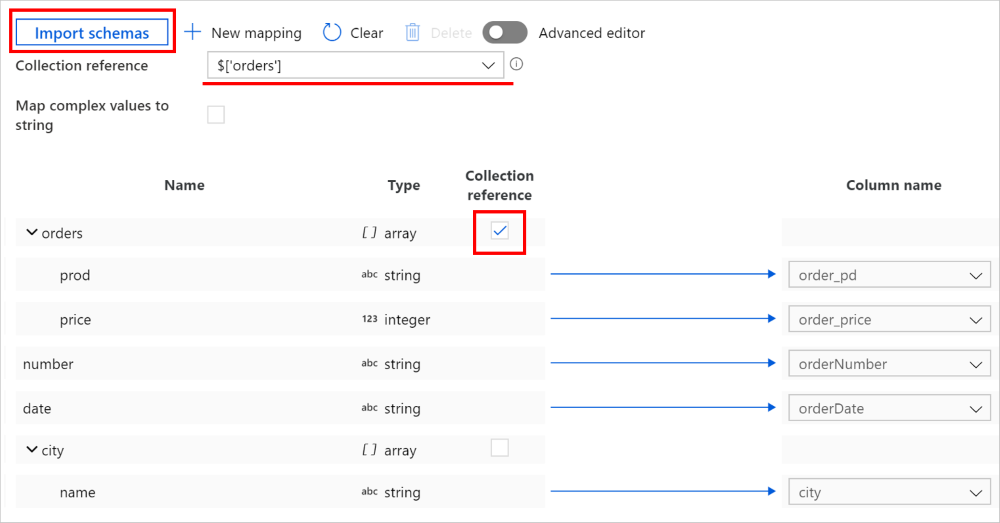 Import schemas New mapping Clear Delete Advanced editor
Collection reference $['orders']
Map complex values to
string
Name Type Collection reference Column name
orders [ ] array
prod abc string order_pd
price 123 integer order_price
number abc string orderNumber
date abc string orderDate
city [ ] array
name abc string city